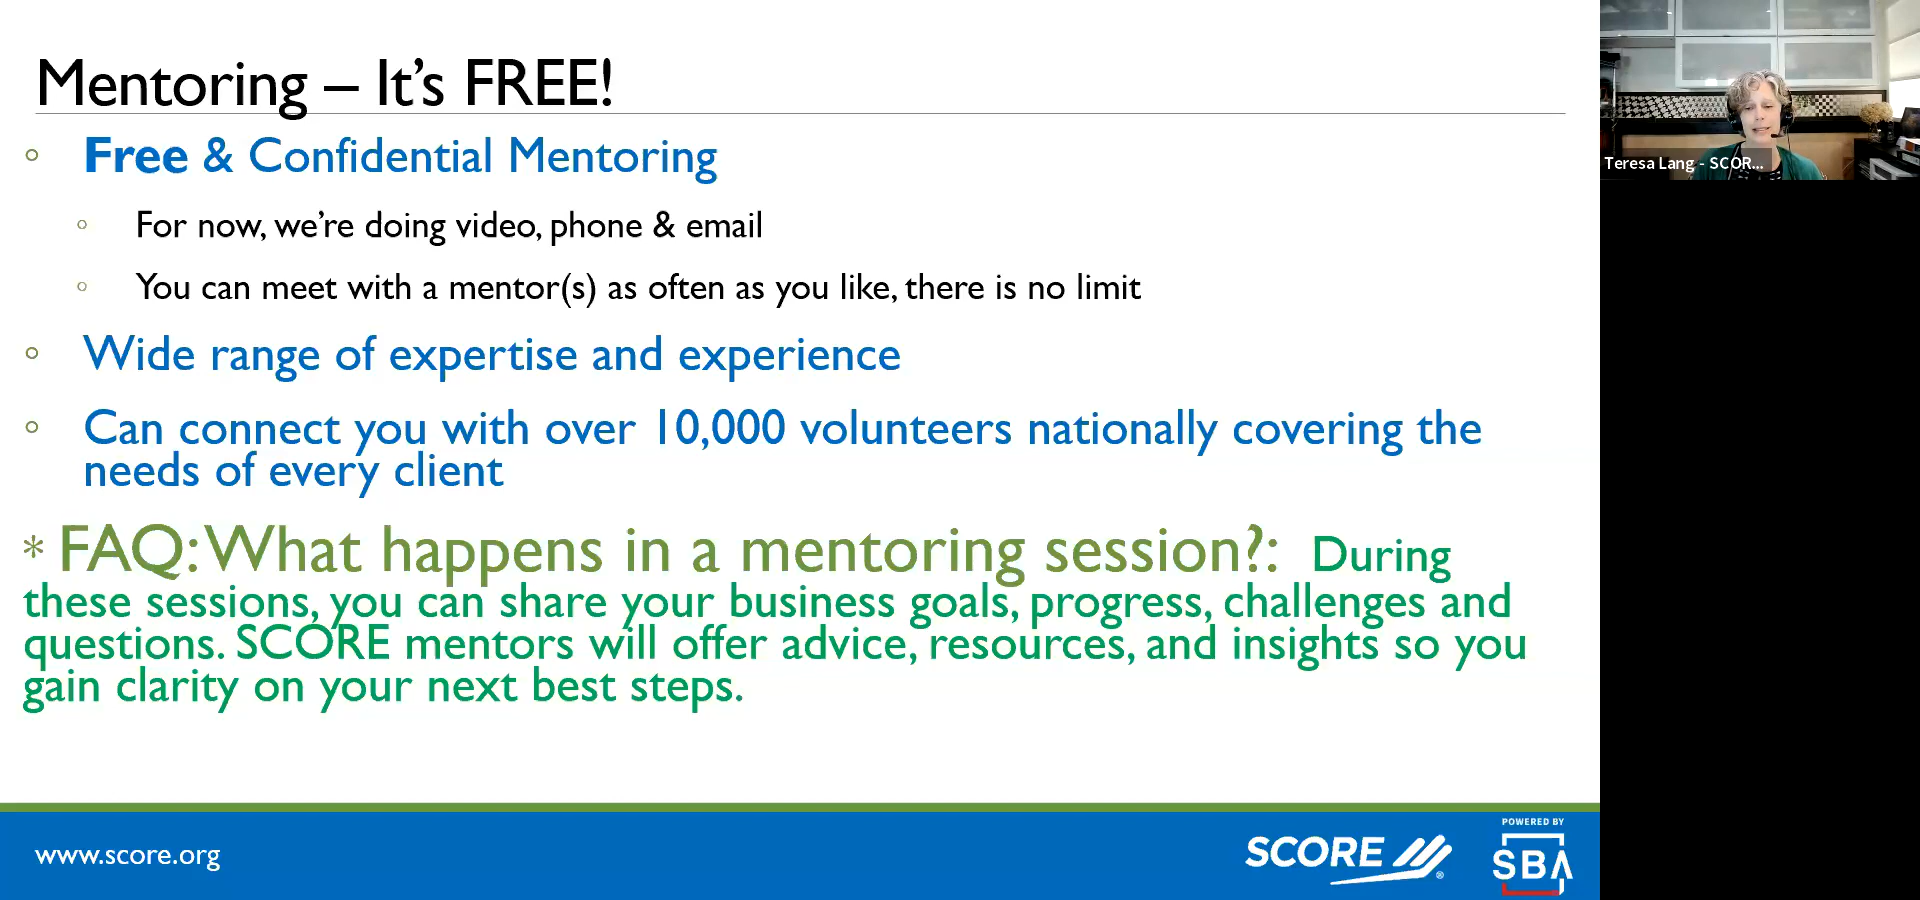 Mentoring – It’s FREE!
Free & Confidential Mentoring
For now, we’re doing video, phone & email
You can meet with a mentor(s) as often as you like, there is no limit
Wide range of expertise and experience
Can connect you with over 10,000 volunteers nationally covering the
needs of every client
* FAQ: What happens in a mentoring session?: During
these sessions, you can share your business goals, progress, challenges and
questions. SCORE mentors will offer advice, resources, and insights so you
gain clarity on your next best steps.
www.score.org
SCORE ®
POWERED BY
SBA
Teresa Lang - SCOR...